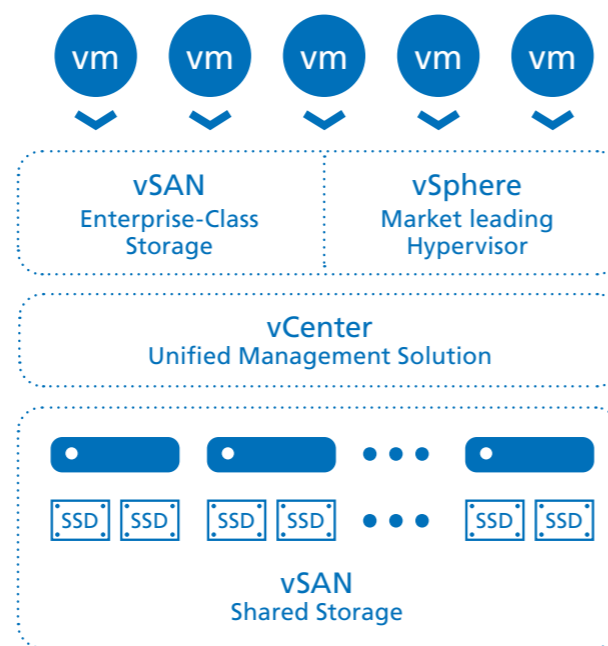 vm vm vm vm vm
vSAN
Enterprise-Class
Storage
vSphere
Market leading
Hypervisor
vCenter
Unified Management Solution
SSD SSD SSD SSD SSD SSD
vSAN
Shared Storage